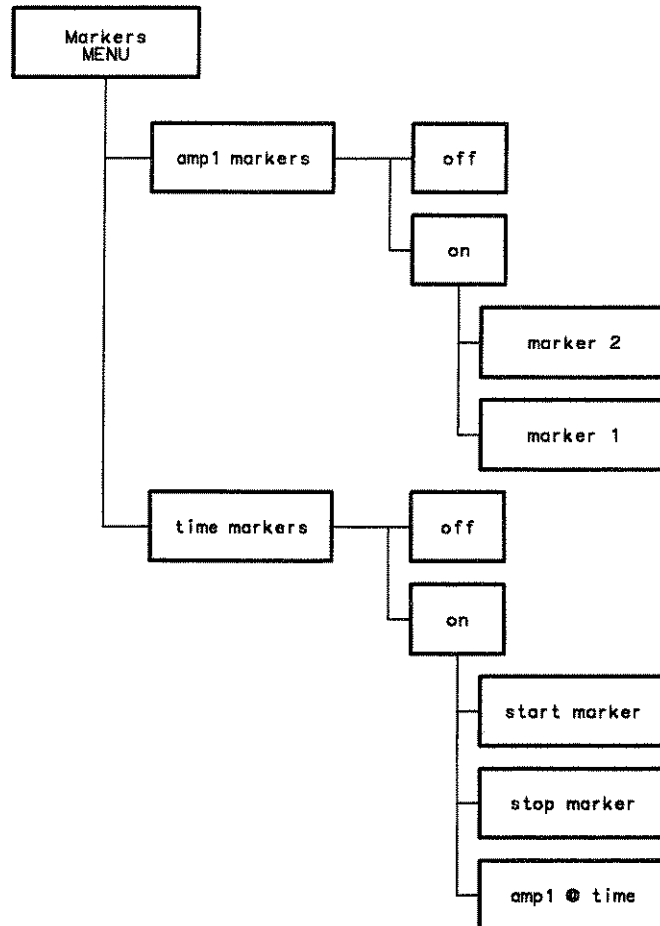 Markers
MENU
amp1 markers
off
on
marker 2
marker 1
time markers
off
on
start marker
stop marker
amp1 @ time